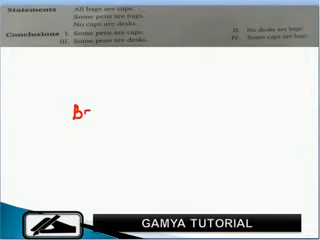 Statements All bags are caps.
Some pens are bags.
No caps are desks.
Conclusions I. Some pens are caps. II. No desks are bags.
III. Some pens are desks. IV. Some caps are bags.
B
GAMYA TUTORIAL